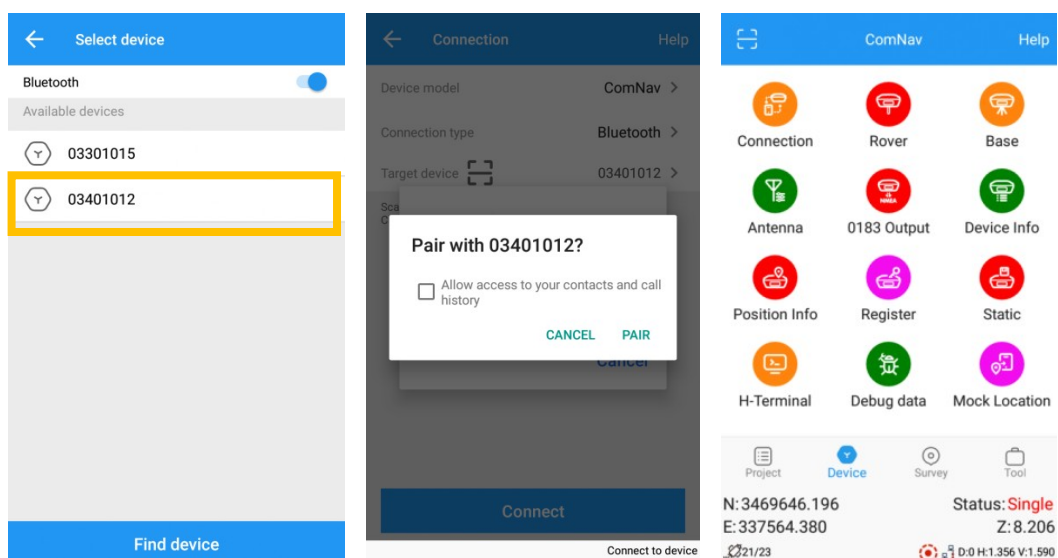 Select device
Bluetooth
Available devices
03301015
03401012
Find device
Connection Help
Device model ComNav
Connection type Bluetooth
Target device 03401012
Sca
C
Pair with 03401012?
Allow access to your contacts and call
history
CANCEL PAIR
Cancel
Connect
Connect to device
ComNav Help
Connection Rover Base
NMEA
Antenna 0183 Output Device Info
Position Info Register Static
H-Terminal Debug data Mock Location
Project Device Survey Tool
N:3469646.196 Status:Single
E:337564.380 Z:8.206
21/23 D:0 H:1.356 V:1.590